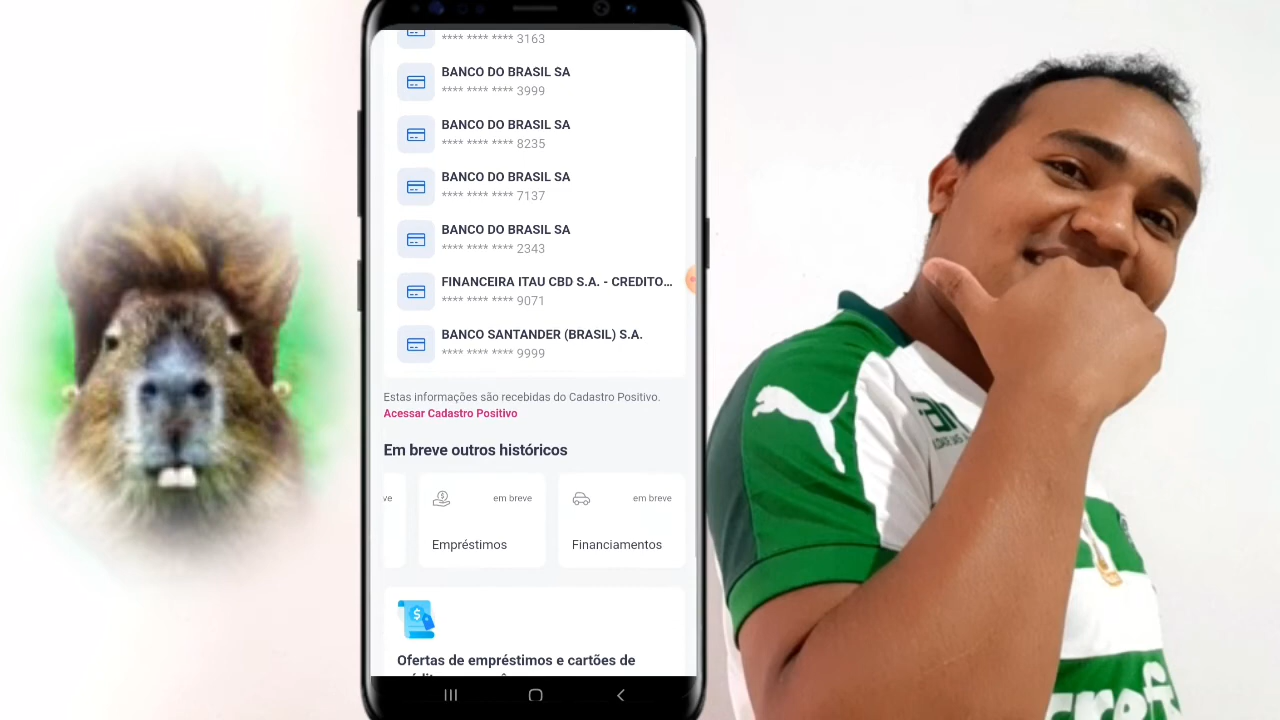 **** **** **** 3163
BANCO DO BRASIL SA
**** **** **** 3999
BANCO DO BRASIL SA
**** **** **** 8235
BANCO DO BRASIL SA
**** **** **** 7137
BANCO DO BRASIL SA
**** **** **** 2343
FINANCEIRA ITAU CBD S.A. - CREDITO...
**** **** **** 9071
BANCO SANTANDER (BRASIL) S.A.
**** **** **** 9999
Estas informações são recebidas do Cadastro Positivo.
Acessar Cadastro Positivo
Em breve outros históricos
ve
em breve
Empréstimos
em breve
Financiamentos
Ofertas de empréstimos e cartões de